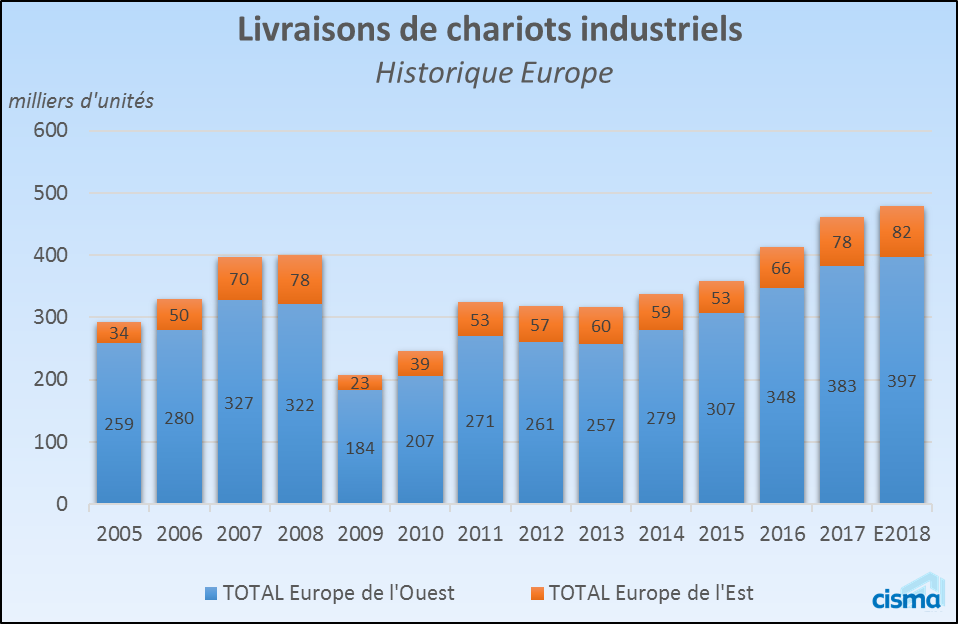 Livraisons de chariots industriels
Historique Europe
milliers d'unités
600
500
400
300
200
100
0
34 50 70 78 23 39 53 57 60 59 53 66 78 82
259 280 327 322 184 207 271 261 257 279 307 348 383 397
2005 2006 2007 2008 2009 2010 2011 2012 2013 2014 2015 2016 2017 E2018
TOTAL Europe de l'Ouest TOTAL Europe de l'Est
cisma